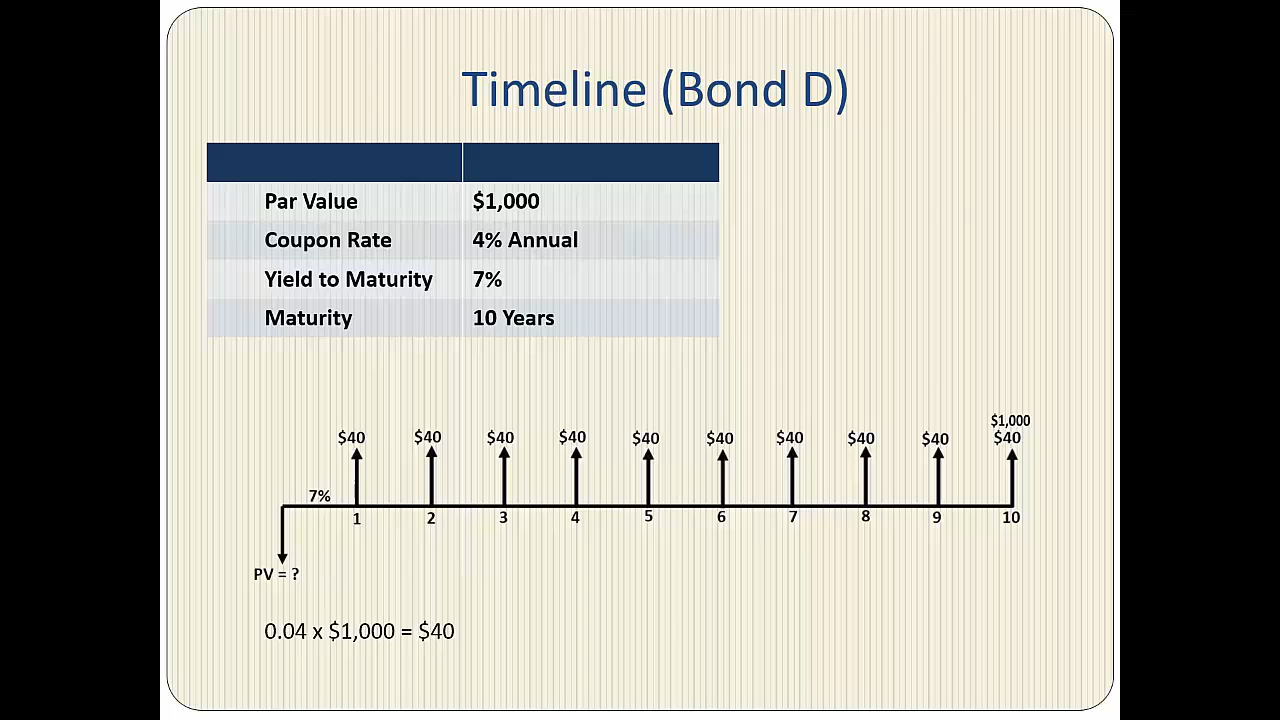 Timeline (Bond D)
Par Value $1,000
Coupon Rate 4% Annual
Yield to Maturity 7%
Maturity 10 Years
$1,000
$40 $40 $40 $40 $40 $40 $40 $40 $40 $40
7%
1 2 3 4 5 6 7 8 9 10
PV = ?
0.04 x $1,000 = $40